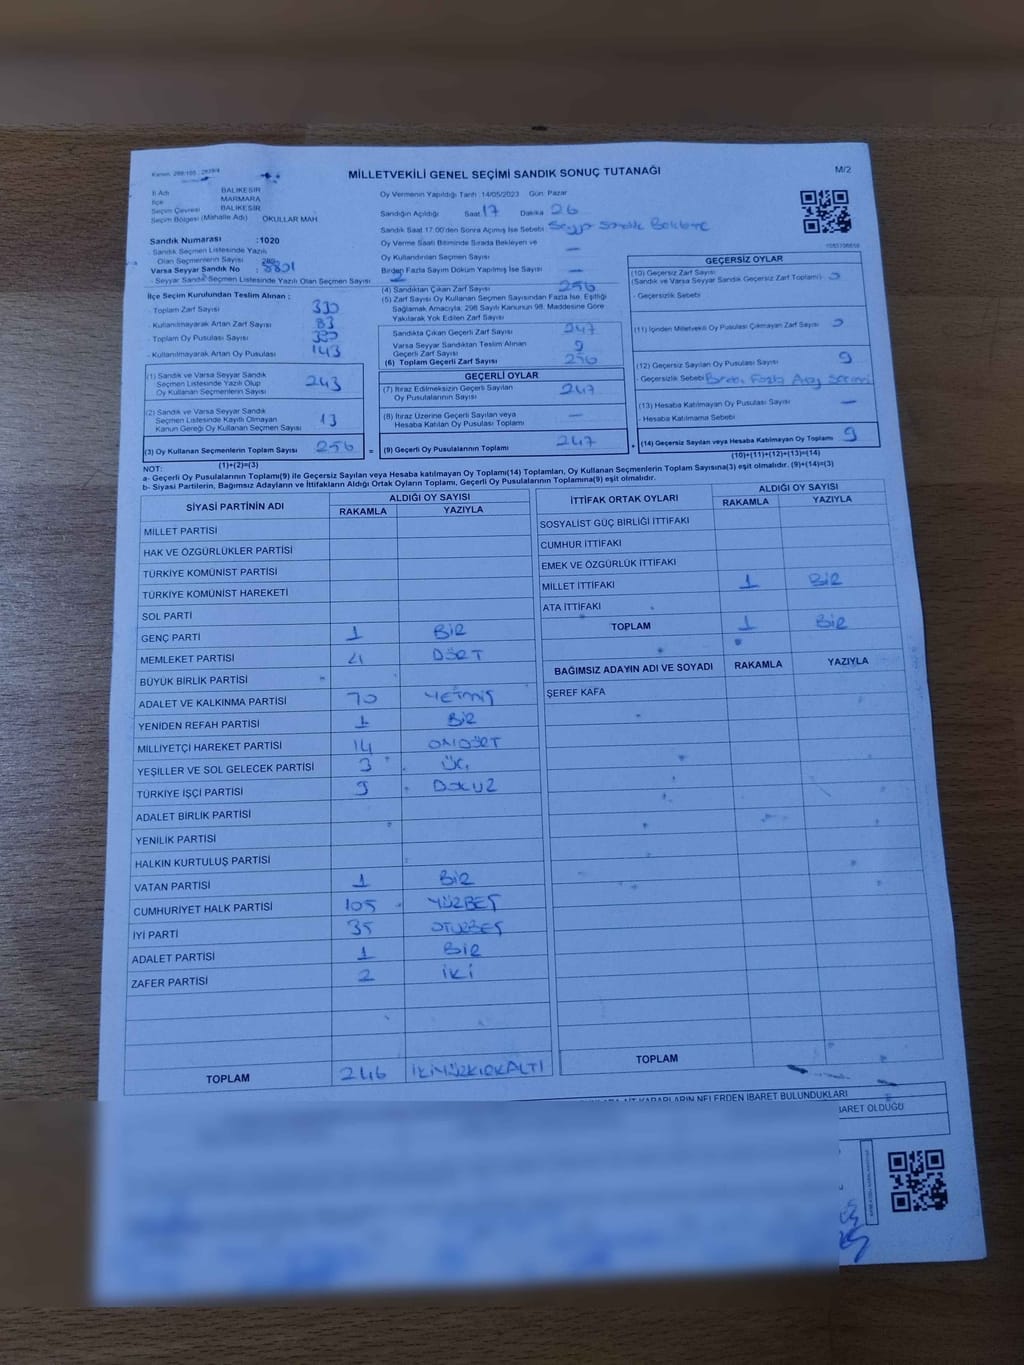 MİLLETVEKİLİ GENEL SEÇİMİ SANDIK SONUÇ TUTANAĞI
M/2
İl Adı BALIKESİR
İlçe MARMARA
Seçim Çevresi BALIKESİR
Seçim Bölgesi (Mahalle Adı) OKULLAR MAH.
Sandık Numarası :1020
- Sandık Seçmen Listesinde Yazılı
Olan Seçmenlerin Sayısı
Varsa Seyyar Sandık No :
- Seyyar Sandık Seçmen Listesinde Yazılı Olan Seçmen Sayısı 2
İlçe Seçim Kurulundan Teslim Alınan :
- Toplam Zarf Sayısı 330
- Kullanılmayarak Artan Zarf Sayısı 83
- Toplam Oy Pusulası Sayısı
- Kullanılmayarak Artan Oy Pusulası 143
(1) Sandık ve Varsa Seyyar Sandık
Seçmen Listesinde Yazılı Olup
Oy Kullanan Seçmenlerin Sayısı 243
(2) Sandık ve Varsa Seyyar Sandık
Seçmen Listesinde Kayıtlı Olmayan
Kanun Gereği Oy Kullanan Seçmen Sayısı 13
(3) Oy Kullanan Seçmenlerin Toplam Sayısı 256 =
(1)+(2)=(3)
Oy Vermenin Yapıldığı Tarih :14/05/2023 Gün: Pazar
Sandığın Açıldığı Saat 17 Dakika 26
Sandık Saat 17.00'den Sonra Açılmış İse Sebebi Seyyar Sandık Bekleme
Oy Verme Saati Bitiminde Sırada Bekleyen ve
Oy Kullandırılan Seçmen Sayısı —
Birden Fazla Sayım Döküm Yapılmış İse Sayısı —
(4) Sandıktan Çıkan Zarf Sayısı 256
(5) Zarf Sayısı Oy Kullanan Seçmen Sayısından Fazla İse, Eşitliği
Sağlamak Amacıyla, 298 Sayılı Kanunun 98. Maddesine Göre
Yakılarak Yok Edilen Zarf Sayısı
Sandıkta Çıkan Geçerli Zarf Sayısı 247
Varsa Seyyar Sandıktan Teslim Alınan
Geçerli Zarf Sayısı 9
(6) Toplam Geçerli Zarf Sayısı 256
GEÇERLİ OYLAR
(7) İtiraz Edilmeksizin Geçerli Sayılan
Oy Pusulalarının Sayısı 247
(8) İtiraz Üzerine Geçerli Sayılan veya
Hesaba Katılan Oy Pusulası Toplamı —
(9) Geçerli Oy Pusulalarının Toplamı 247 +
GEÇERSİZ OYLAR
(10) Geçersiz Zarf Sayısı
(Sandık ve Varsa Seyyar Sandık Geçersiz Zarf Toplamı)
- Geçersizlik Sebebi
(11) İçinden Milletvekili Oy Pusulası Çıkmayan Zarf Sayısı
(12) Geçersiz Sayılan Oy Pusulası Sayısı 9
- Geçersizlik Sebebi Birden Fazla
(13) Hesaba Katılmayan Oy Pusulası Sayısı —
- Hesaba Katılmama Sebebi
(14) Geçersiz Sayılan veya Hesaba Katılmayan Oy Toplamı 9
(10)+(11)+(12)+(13)=(14)
NOT:
a- Geçerli Oy Pusulalarının Toplamı(9) ile Geçersiz Sayılan veya Hesaba katılmayan Oy Toplamı(14) Toplamları, Oy Kullanan Seçmenlerin Toplam Sayısına(3) eşit olmalıdır. (9)+(14)=(3)
b- Siyasi Partilerin, Bağımsız Adayların ve İttifakların Aldığı Ortak Oyların Toplamı, Geçerli Oy Pusulalarının Toplamına(9) eşit olmalıdır.
SİYASİ PARTİNİN ADI ALDIĞI OY SAYISI
RAKAMLA YAZIYLA
MİLLET PARTİSİ
HAK VE ÖZGÜRLÜKLER PARTİSİ
TÜRKİYE KOMÜNİST PARTİSİ
TÜRKİYE KOMÜNİST HAREKETİ
SOL PARTİ
GENÇ PARTİ 1 BİR
MEMLEKET PARTİSİ 4 DÖRT
BÜYÜK BİRLİK PARTİSİ
ADALET VE KALKINMA PARTİSİ 70 YETMİŞ
YENİDEN REFAH PARTİSİ 1 BİR
MİLLİYETÇİ HAREKET PARTİSİ 14 ONDÖRT
YEŞİLLER VE SOL GELECEK PARTİSİ 3 ÜÇ
TÜRKİYE İŞÇİ PARTİSİ 9 DOKUZ
ADALET BİRLİK PARTİSİ
YENİLİK PARTİSİ
HALKIN KURTULUŞ PARTİSİ
VATAN PARTİSİ 1 BİR
CUMHURİYET HALK PARTİSİ 105 YÜZBEŞ
İYİ PARTİ 35 OTUZBEŞ
ADALET PARTİSİ 1 BİR
ZAFER PARTİSİ 2 İKİ
TOPLAM 246 İKİYÜZKIRKALTI
İTTİFAK ORTAK OYLARI ALDIĞI OY SAYISI
RAKAMLA YAZIYLA
SOSYALİST GÜÇ BİRLİĞİ İTTİFAKI
CUMHUR İTTİFAKI
EMEK VE ÖZGÜRLÜK İTTİFAKI
MİLLET İTTİFAKI 1 BİR
ATA İTTİFAKI
TOPLAM 1 BİR
BAĞIMSIZ ADAYIN ADI VE SOYADI RAKAMLA YAZIYLA
ŞEREF KAFA
TOPLAM
KARARLARIN NELERDEN İBARET BULUNDUKLARI
İBARET OLDUĞU